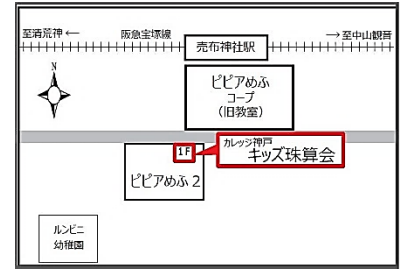 至清荒神 ←
阪急宝塚線
売布神社駅
→ 至中山観音
N
ピピアめふ
コープ
（旧教室）
1F
カレッジ神戸
キッズ珠算会
ピピアめふ 2
ルンビニ
幼稚園